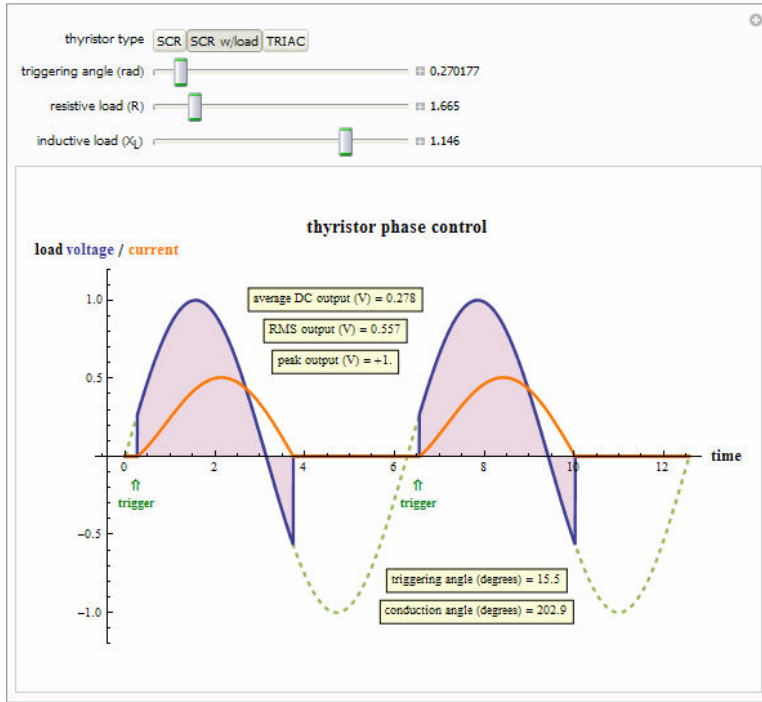 thyristor type SCR SCR w/load TRIAC
triggering angle (rad) 0.270177
resistive load (R) 1.665
inductive load (XL) 1.146
thyristor phase control
load voltage / current
1.0
average DC output (V) = 0.278
RMS output (V) = 0.557
peak output (V) = +1.
0.5
0 2 4 6 8 10 12 time
trigger trigger
−0.5
triggering angle (degrees) = 15.5
conduction angle (degrees) = 202.9
−1.0